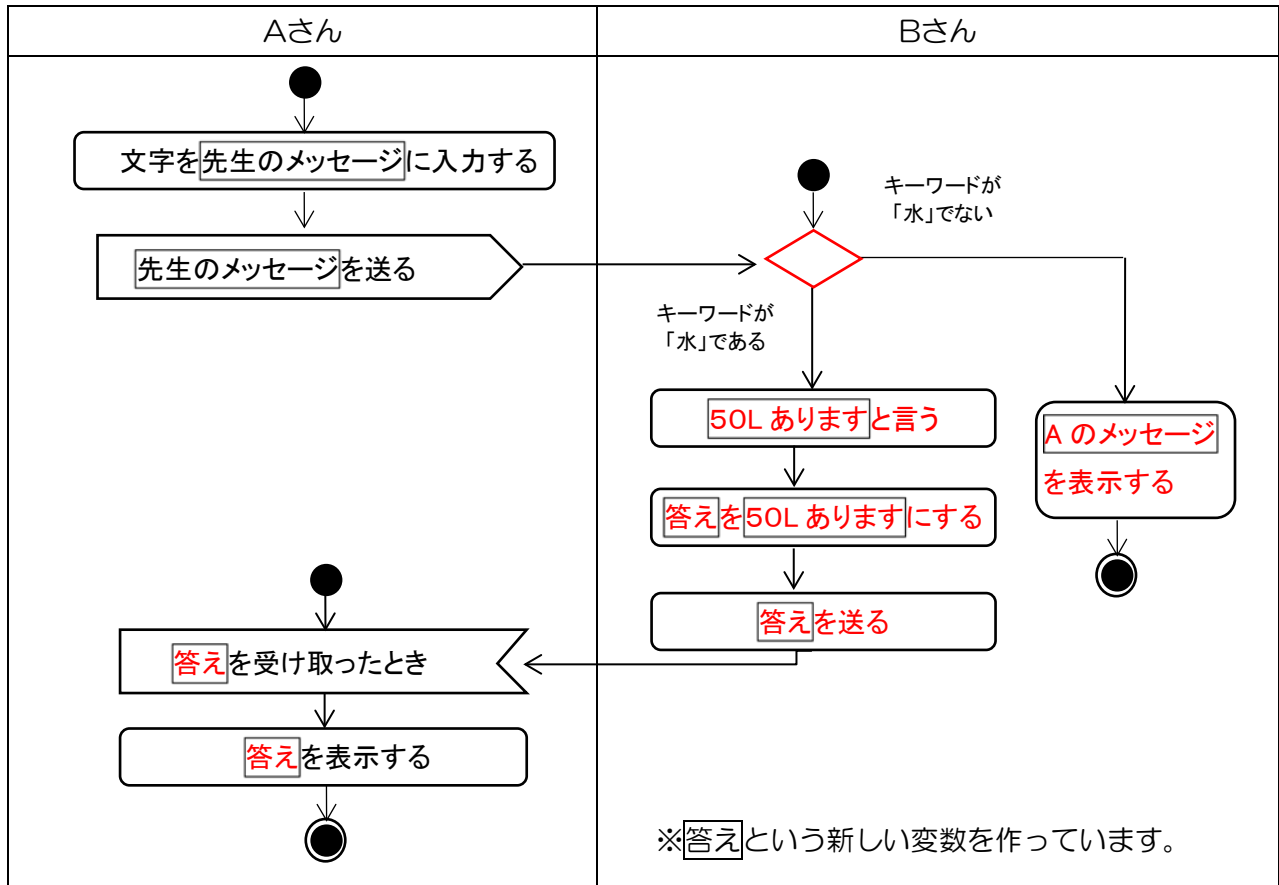 Aさん
Bさん
文字を先生のメッセージに入力する
先生のメッセージを送る
キーワードが
「水」でない
キーワードが
「水」である
50L ありますと言う
答えを50L ありますにする
答えを送る
A のメッセージ
を表示する
答えを受け取ったとき
答えを表示する
※答えという新しい変数を作っています。